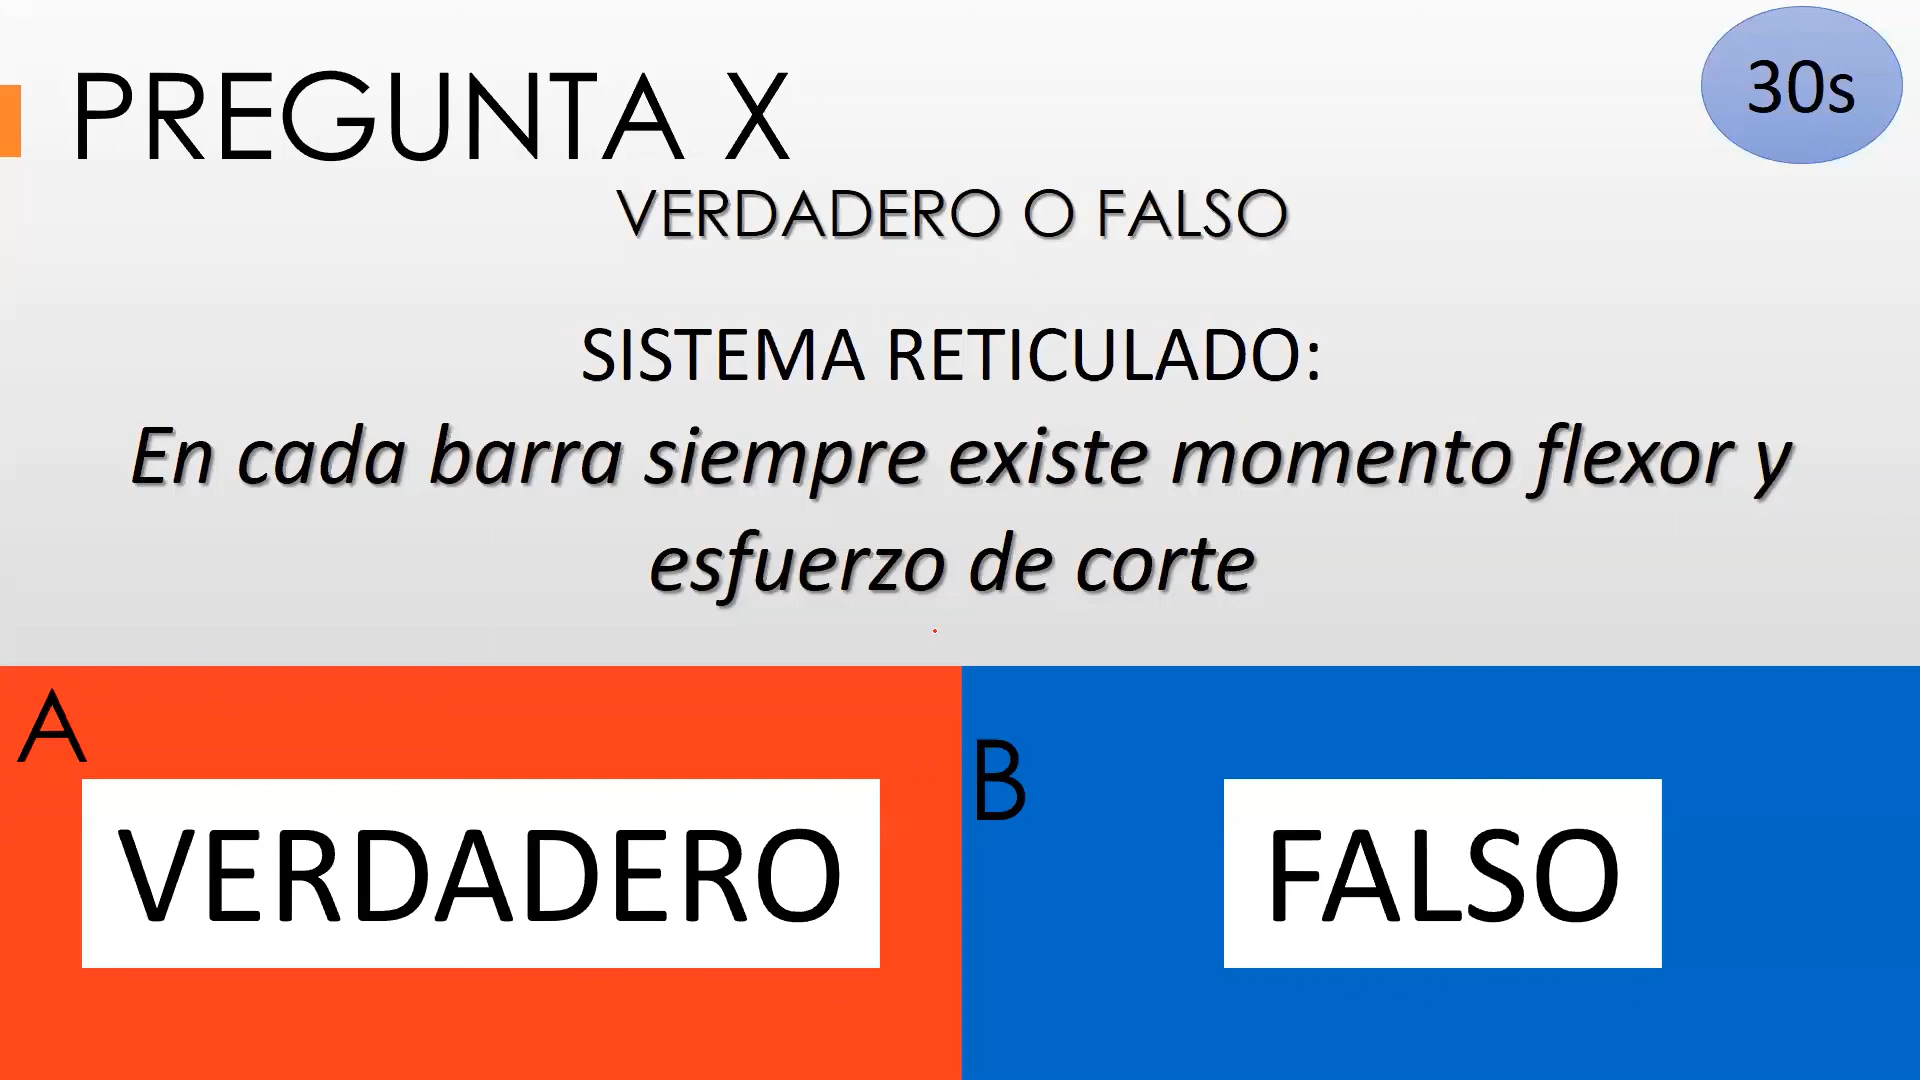 PREGUNTA X
30s
VERDADERO O FALSO
SISTEMA RETICULADO:
En cada barra siempre existe momento flexor y
esfuerzo de corte
A
VERDADERO
B
FALSO